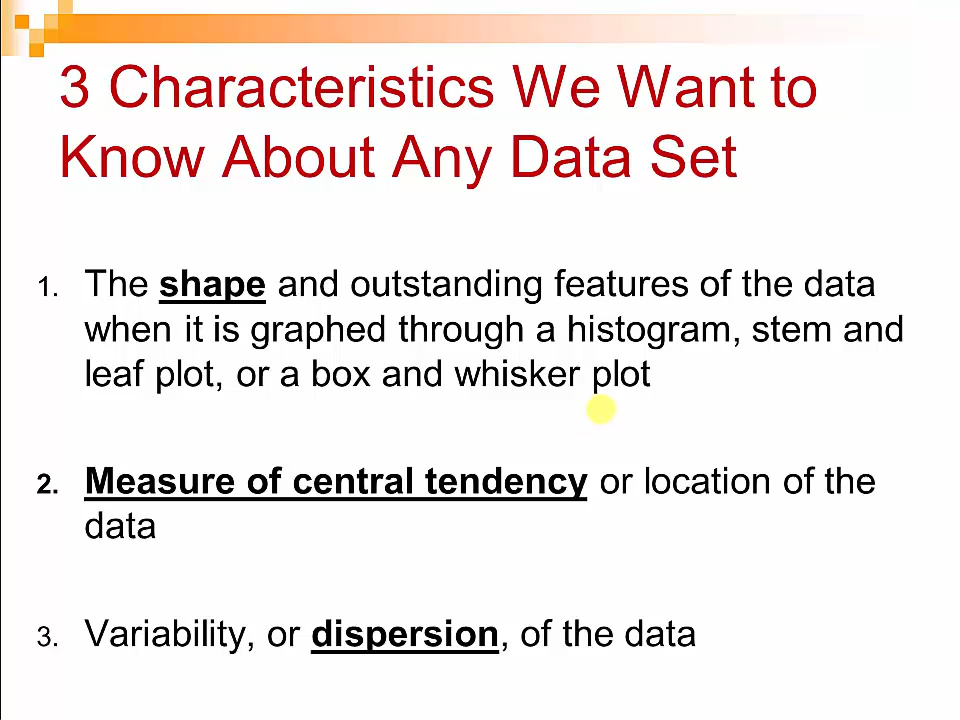 3 Characteristics We Want to
Know About Any Data Set
1. The shape and outstanding features of the data
when it is graphed through a histogram, stem and
leaf plot, or a box and whisker plot
2. Measure of central tendency or location of the
data
3. Variability, or dispersion, of the data